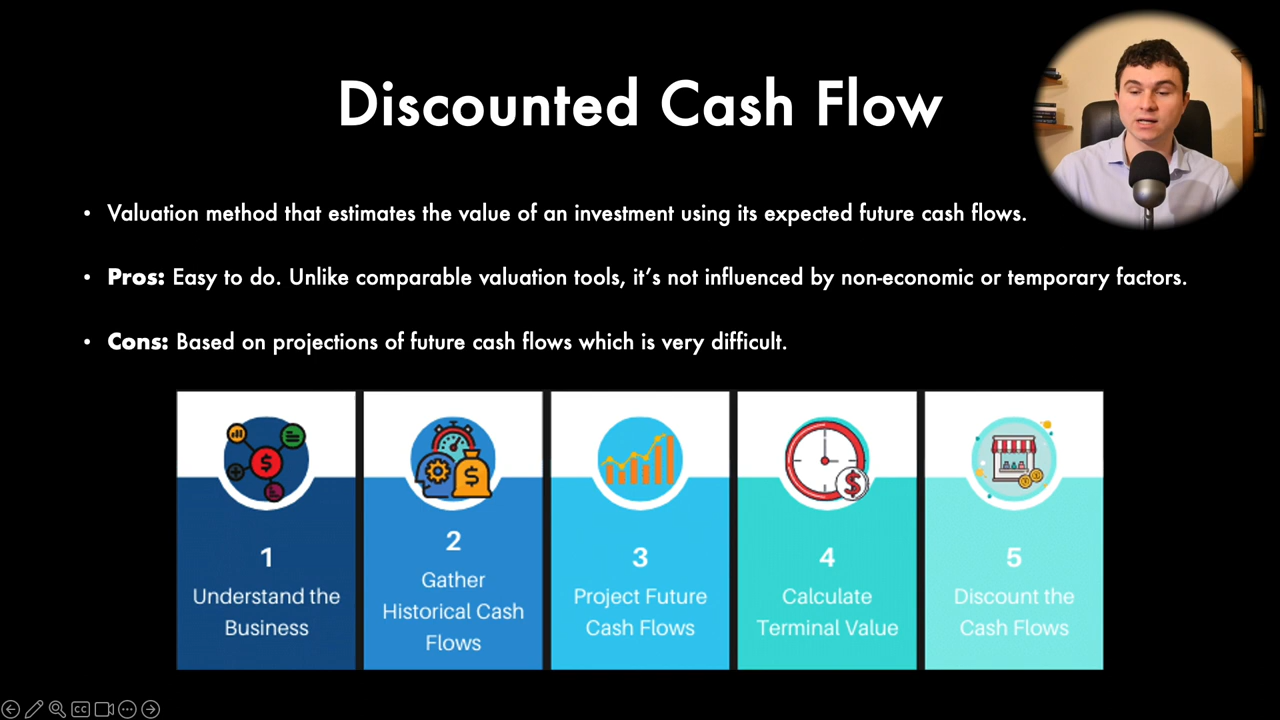 Discounted Cash Flow
• Valuation method that estimates the value of an investment using its expected future cash flows.
• Pros: Easy to do. Unlike comparable valuation tools, it’s not influenced by non-economic or temporary factors.
• Cons: Based on projections of future cash flows which is very difficult.
1
Understand the
Business
2
Gather
Historical Cash
Flows
3
Project Future
Cash Flows
4
Calculate
Terminal Value
5
Discount the
Cash Flows
CC